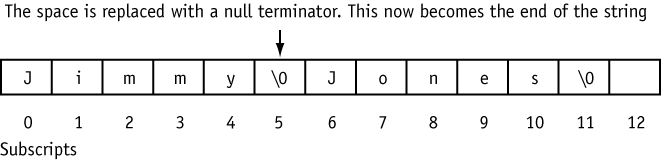 The space is replaced with a null terminator. This now becomes the end of the string
J i m m y \0 J o n e s \0
0 1 2 3 4 5 6 7 8 9 10 11 12
Subscripts